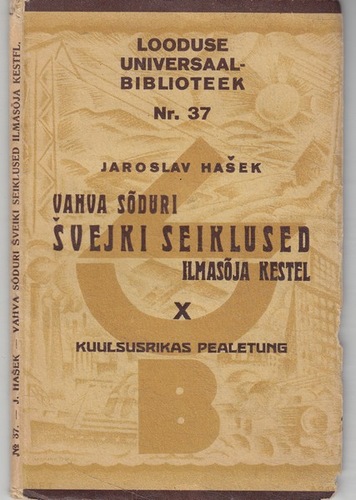 LOODUSE
UNIVERSAAL-
BIBLIOTEEK
Nr. 37
JAROSLAV HAŠEK
VAHVA SÕDURI
ŠVEJKI SEIKLUSED
ILMASÕJA KESTEL
X
KUULSUSRIKAS PEALETUNG
B
№ 37. — J. HAŠEK — VAHVA SÕDURI ŠVEJKI SEIKLUSED ILMASÕJA KESTEL.